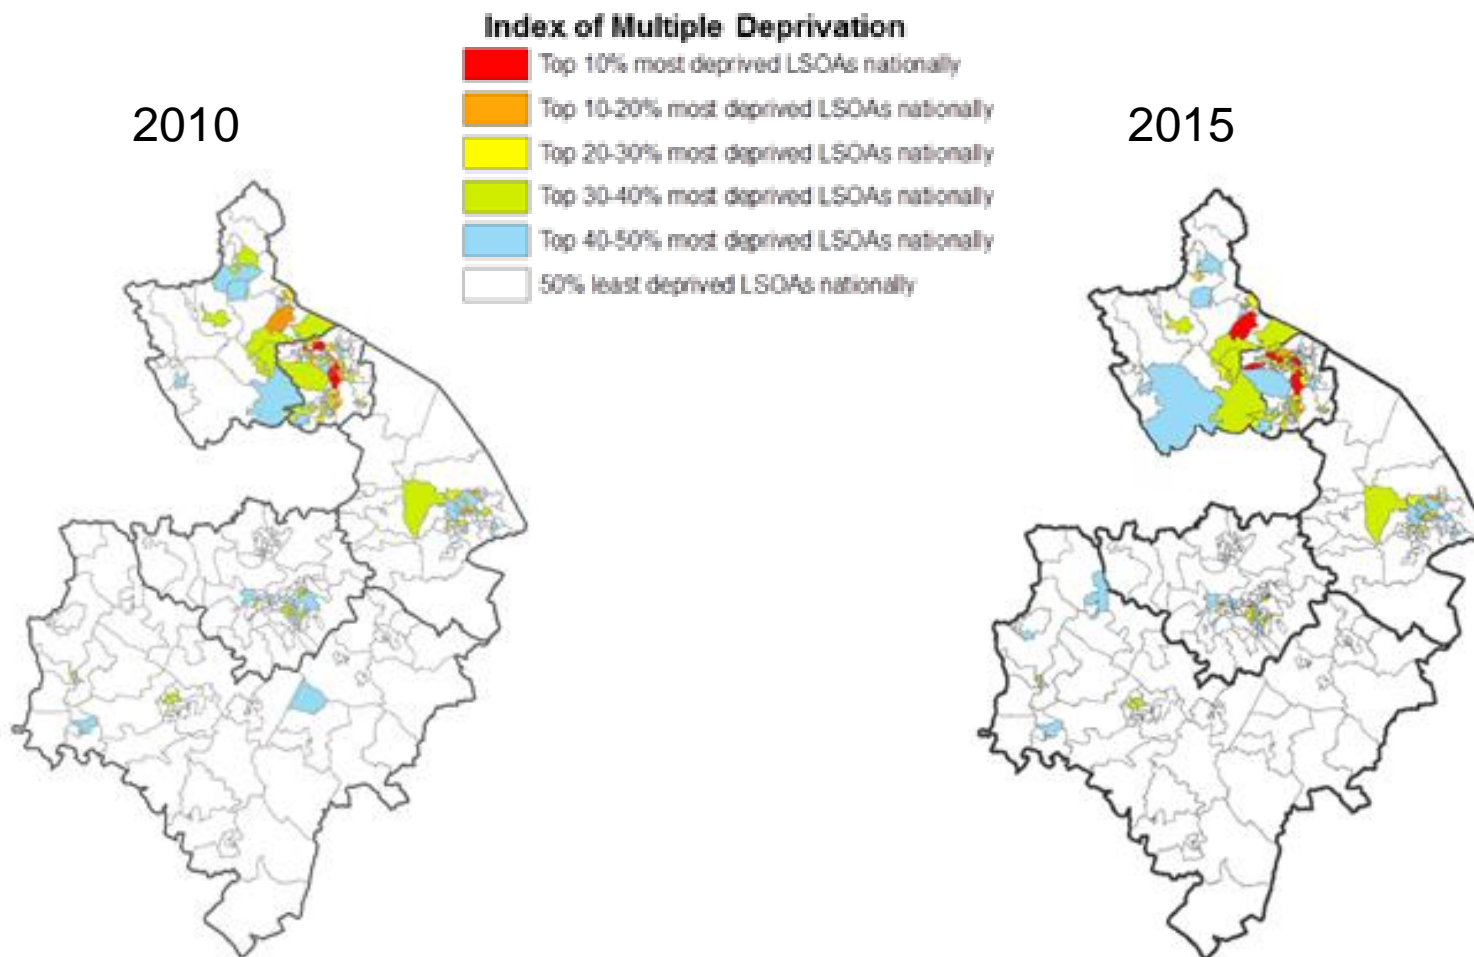 Index of Multiple Deprivation
Top 10% most deprived LSOAs nationally
Top 10-20% most deprived LSOAs nationally
Top 20-30% most deprived LSOAs nationally
Top 30-40% most deprived LSOAs nationally
Top 40-50% most deprived LSOAs nationally
50% least deprived LSOAs nationally
2010
2015